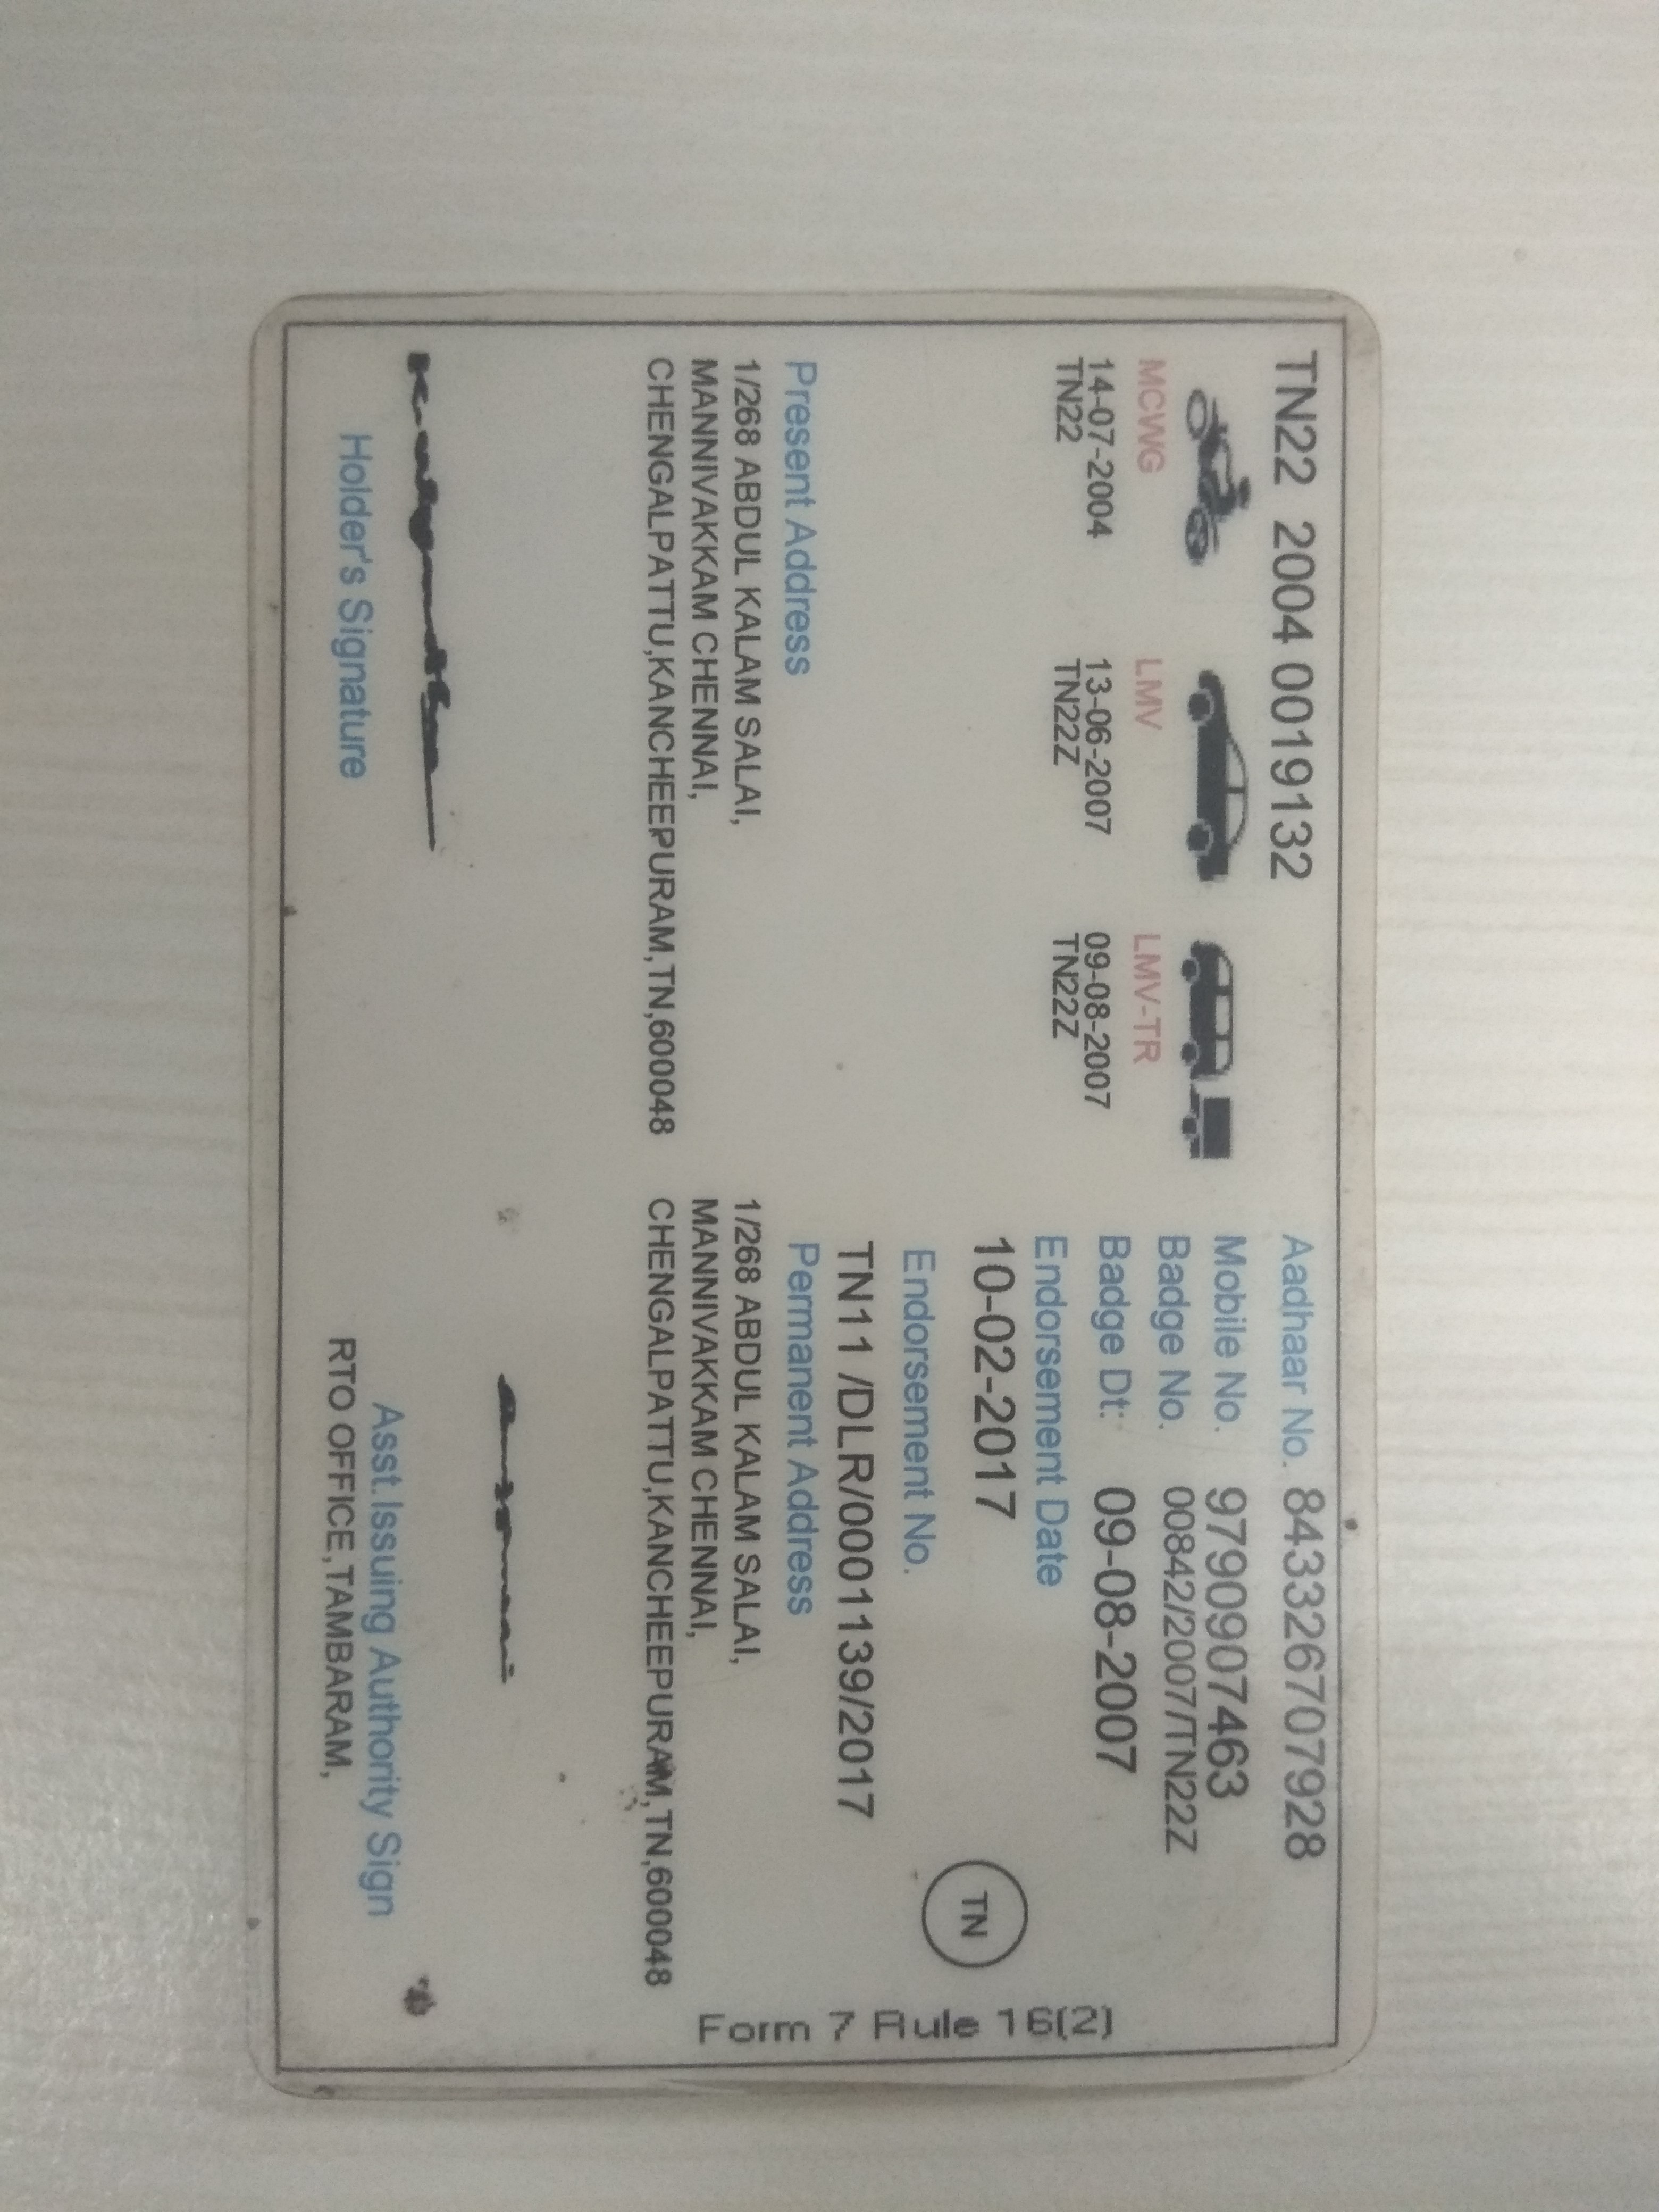 TN22 2004 0019132
MCWG LMV LMV-TR
14-07-2004 13-06-2007 09-08-2007
TN22 TN22Z TN22Z
Aadhaar No. 843326707928
Mobile No. 9790907463
Badge No. 00842/2007/TN22Z
Badge Dt: 09-08-2007
Endorsement Date
10-02-2017
TN
Endorsement No.
TN11 /DLR/0001139/2017
Present Address
1/268 ABDUL KALAM SALAI,
MANNIVAKKAM CHENNAI,
CHENGALPATTU,KANCHEEPURAM,TN,600048
Permanent Address
1/268 ABDUL KALAM SALAI,
MANNIVAKKAM CHENNAI,
CHENGALPATTU,KANCHEEPURAM,TN,600048
Holder's Signature
Asst.Issuing Authority Sign
RTO OFFICE,TAMBARAM,
Form 7 Rule 16(2)